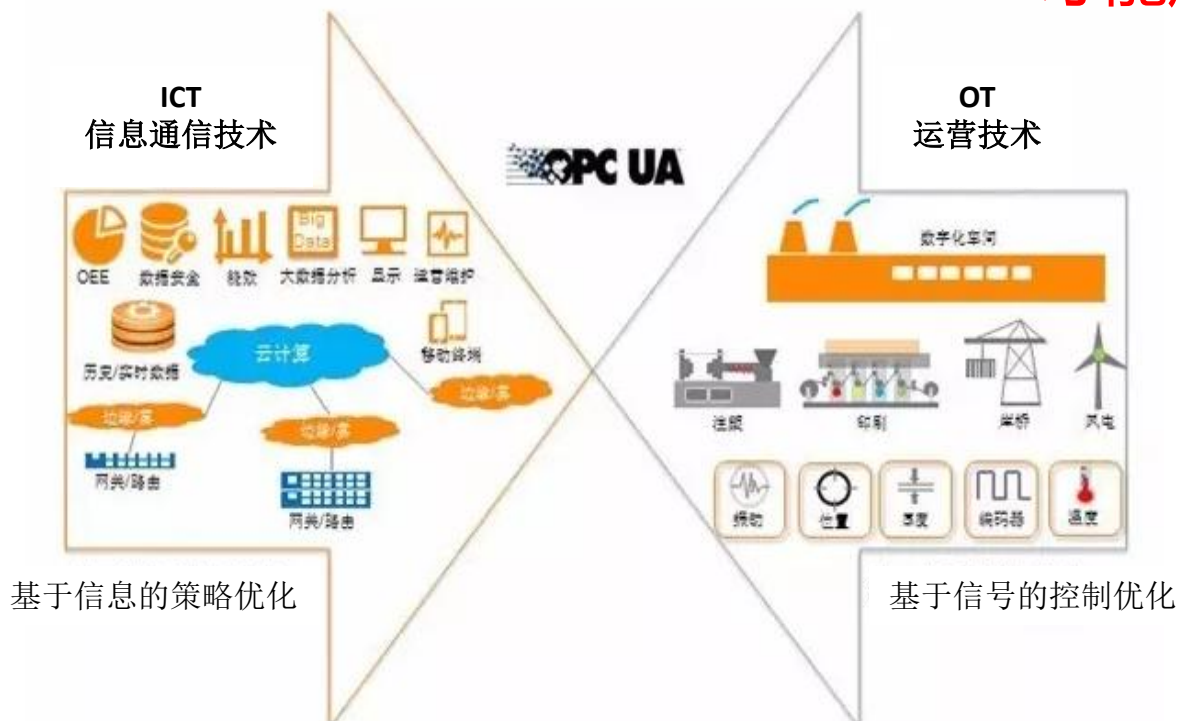 ICT
信息通信技术
OT
运营技术
OPC UA
OEE
数据安全
能效
Big
Data
大数据分析
显示
运营维护
历史/实时数据
云计算
移动终端
边缘/雾
边缘/雾
边缘/雾
网关/路由
网关/路由
数字化车间
注塑
印刷
岸桥
风电
振动
位置
厚度
编码器
温度
基于信息的策略优化
基于信号的控制优化